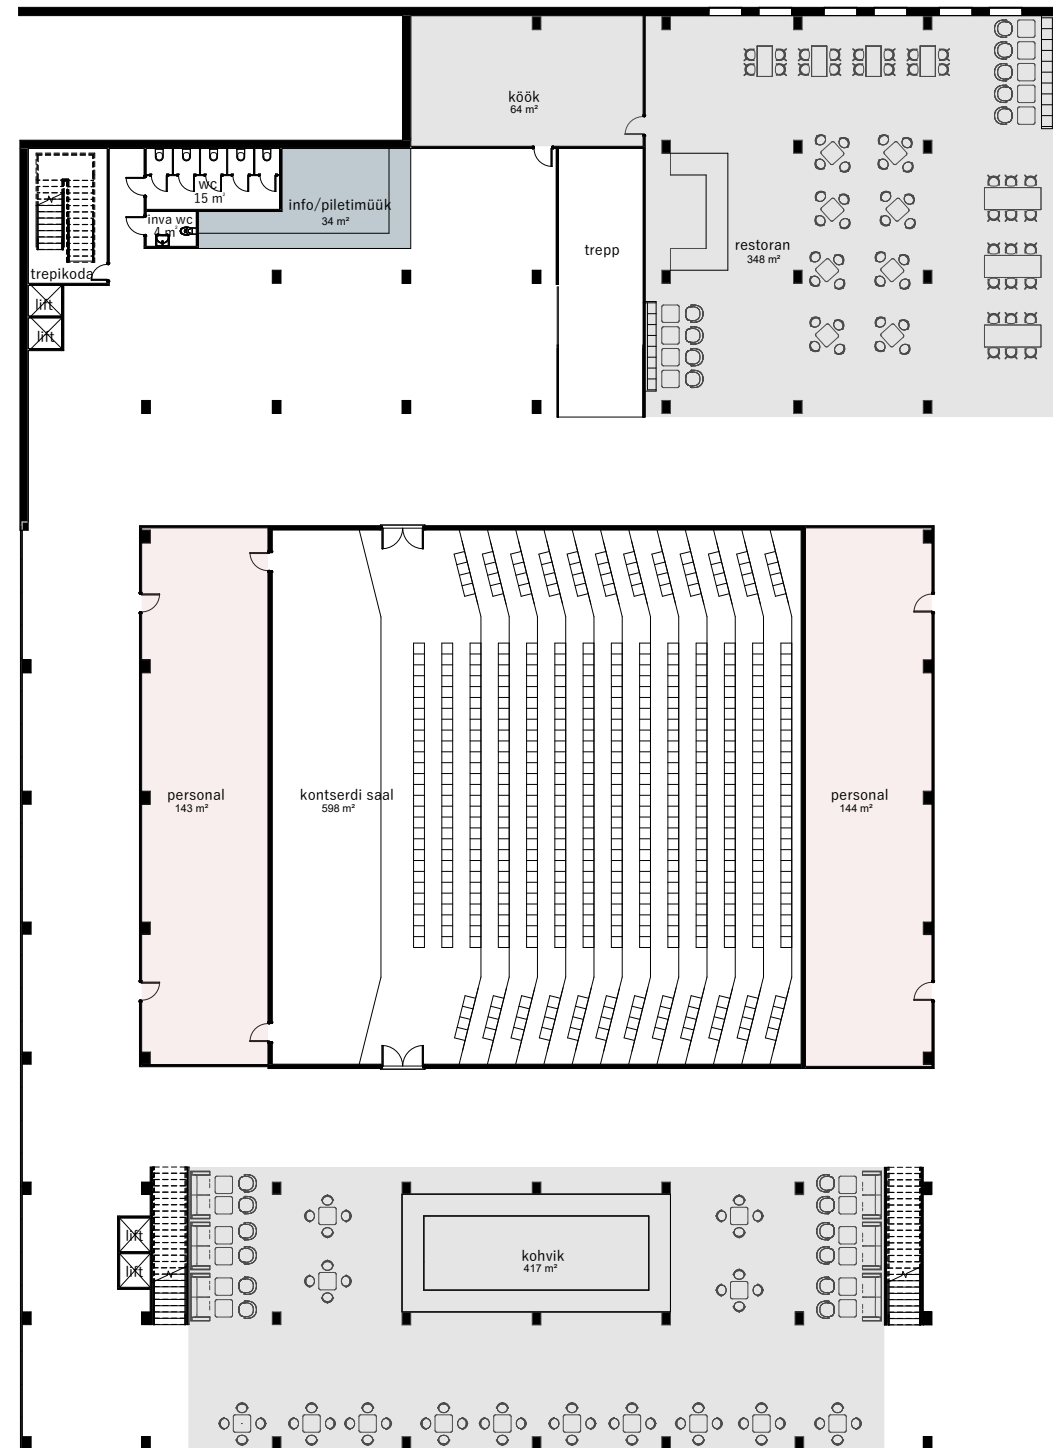 köök
64 m²
wc
15 m²
info/piletimüük
34 m²
inva wc
4 m²
trepp
restoran
348 m²
trepikoda
lift
lift
personal
143 m²
kontserdi saal
598 m²
personal
144 m²
lift
lift
kohvik
417 m²